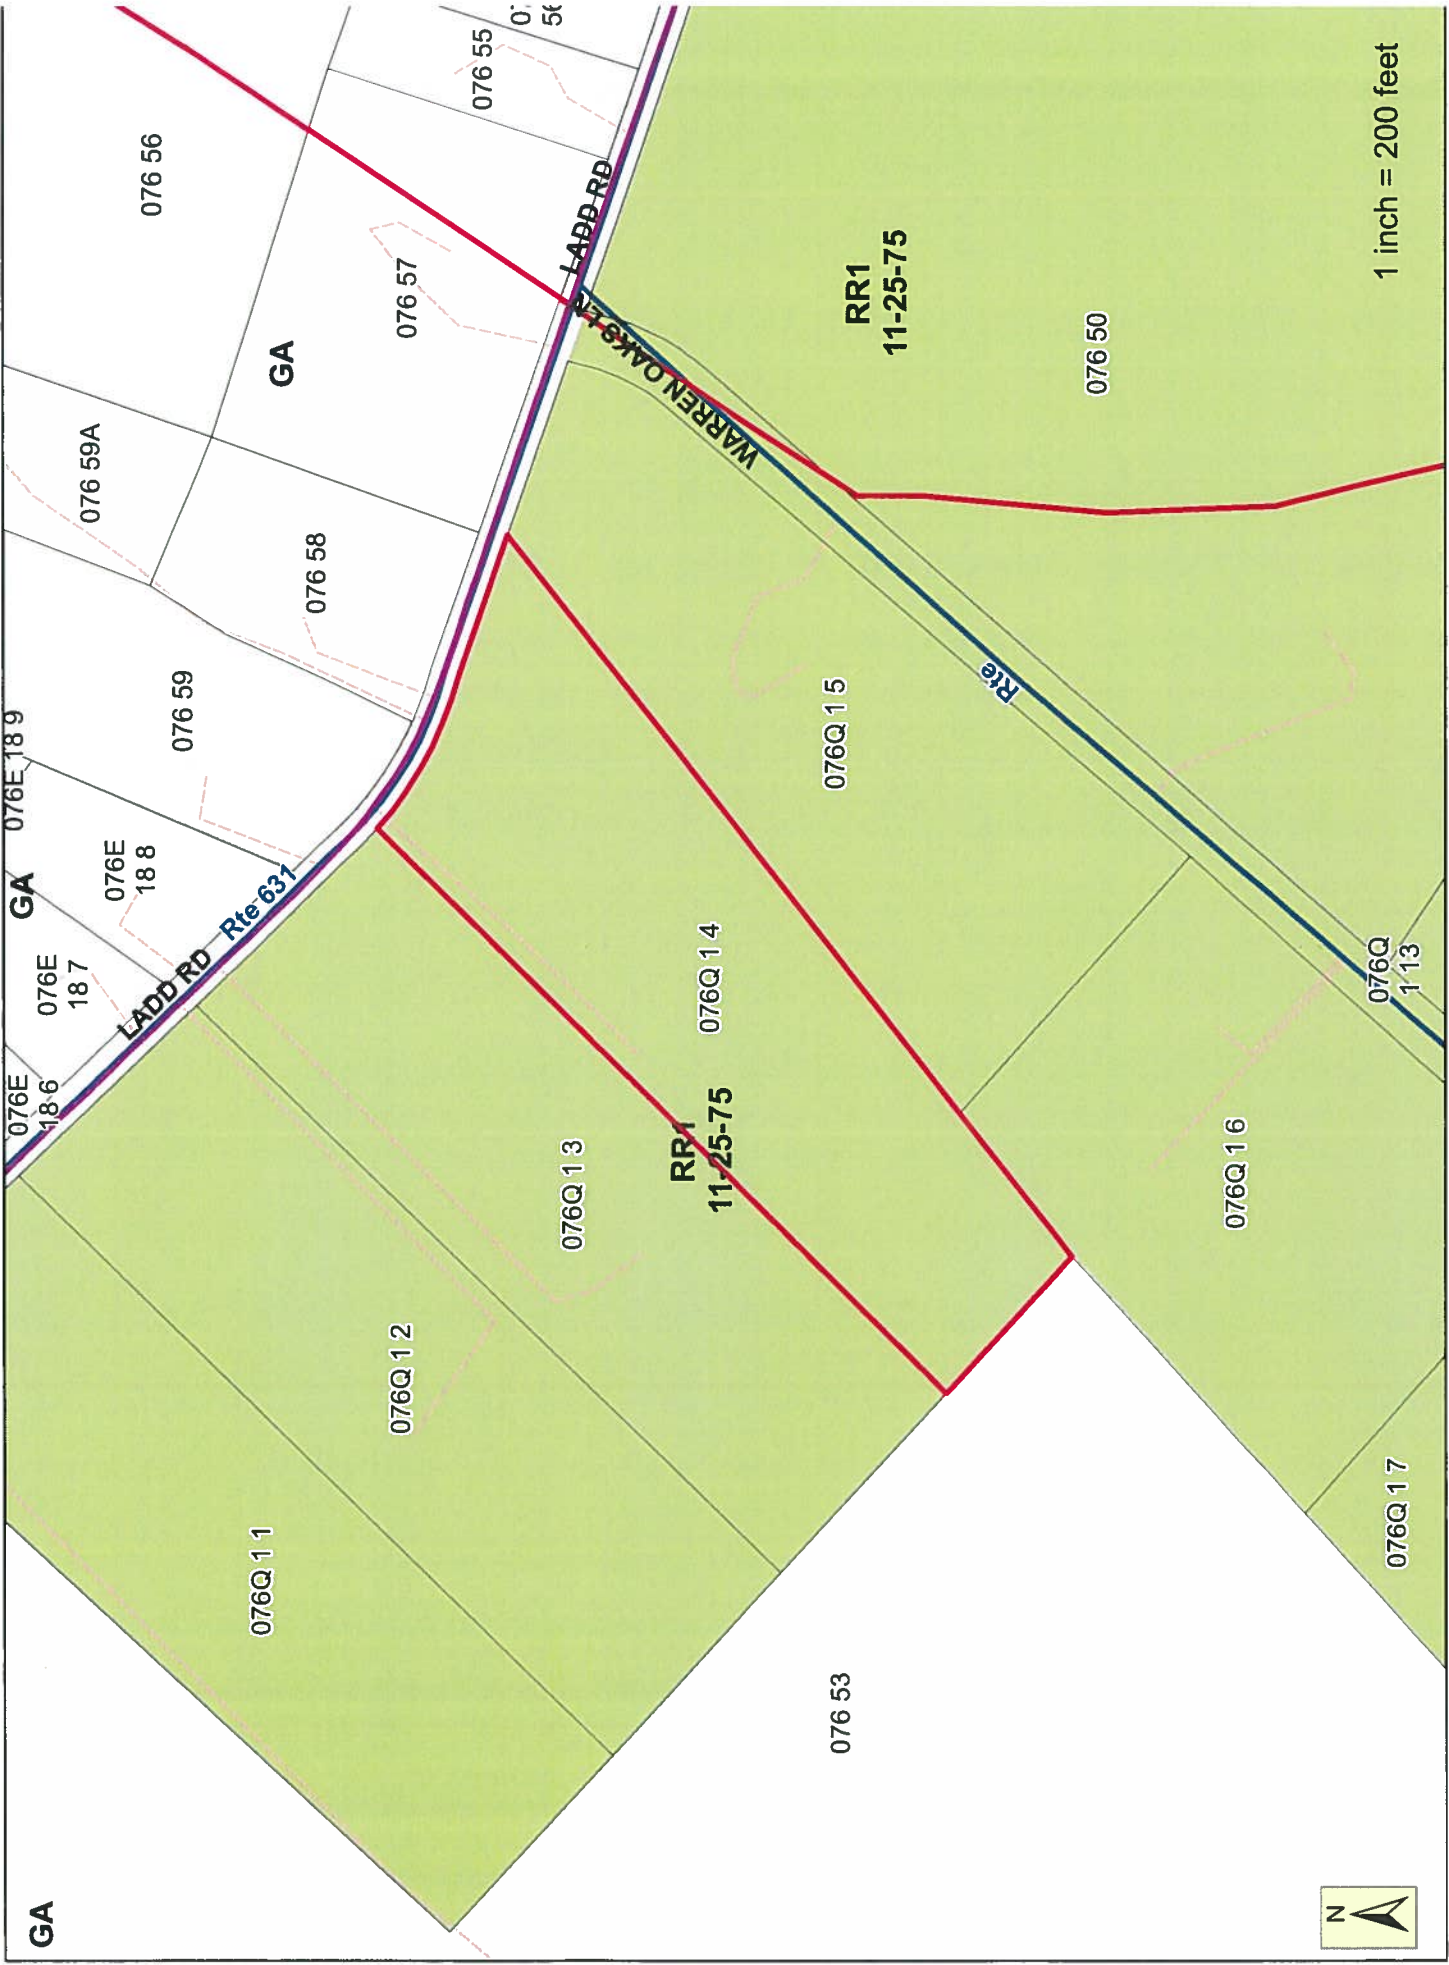 GA
076E
18 6
076E
18 7
GA
076E
18 8
076E 18 9
076 59
076 59A
076 58
GA
076 56
076 57
076 55
LADD RD
Rte 631
LADD RD
WARREN OAKS LN
Rte
076Q 1 1
076Q 1 2
076Q 1 3
RR1
11-25-75
076Q 1 4
076Q 1 5
RR1
11-25-75
076 50
076 53
076Q 1 6
076Q
1 13
076Q 1 7
N
1 inch = 200 feet